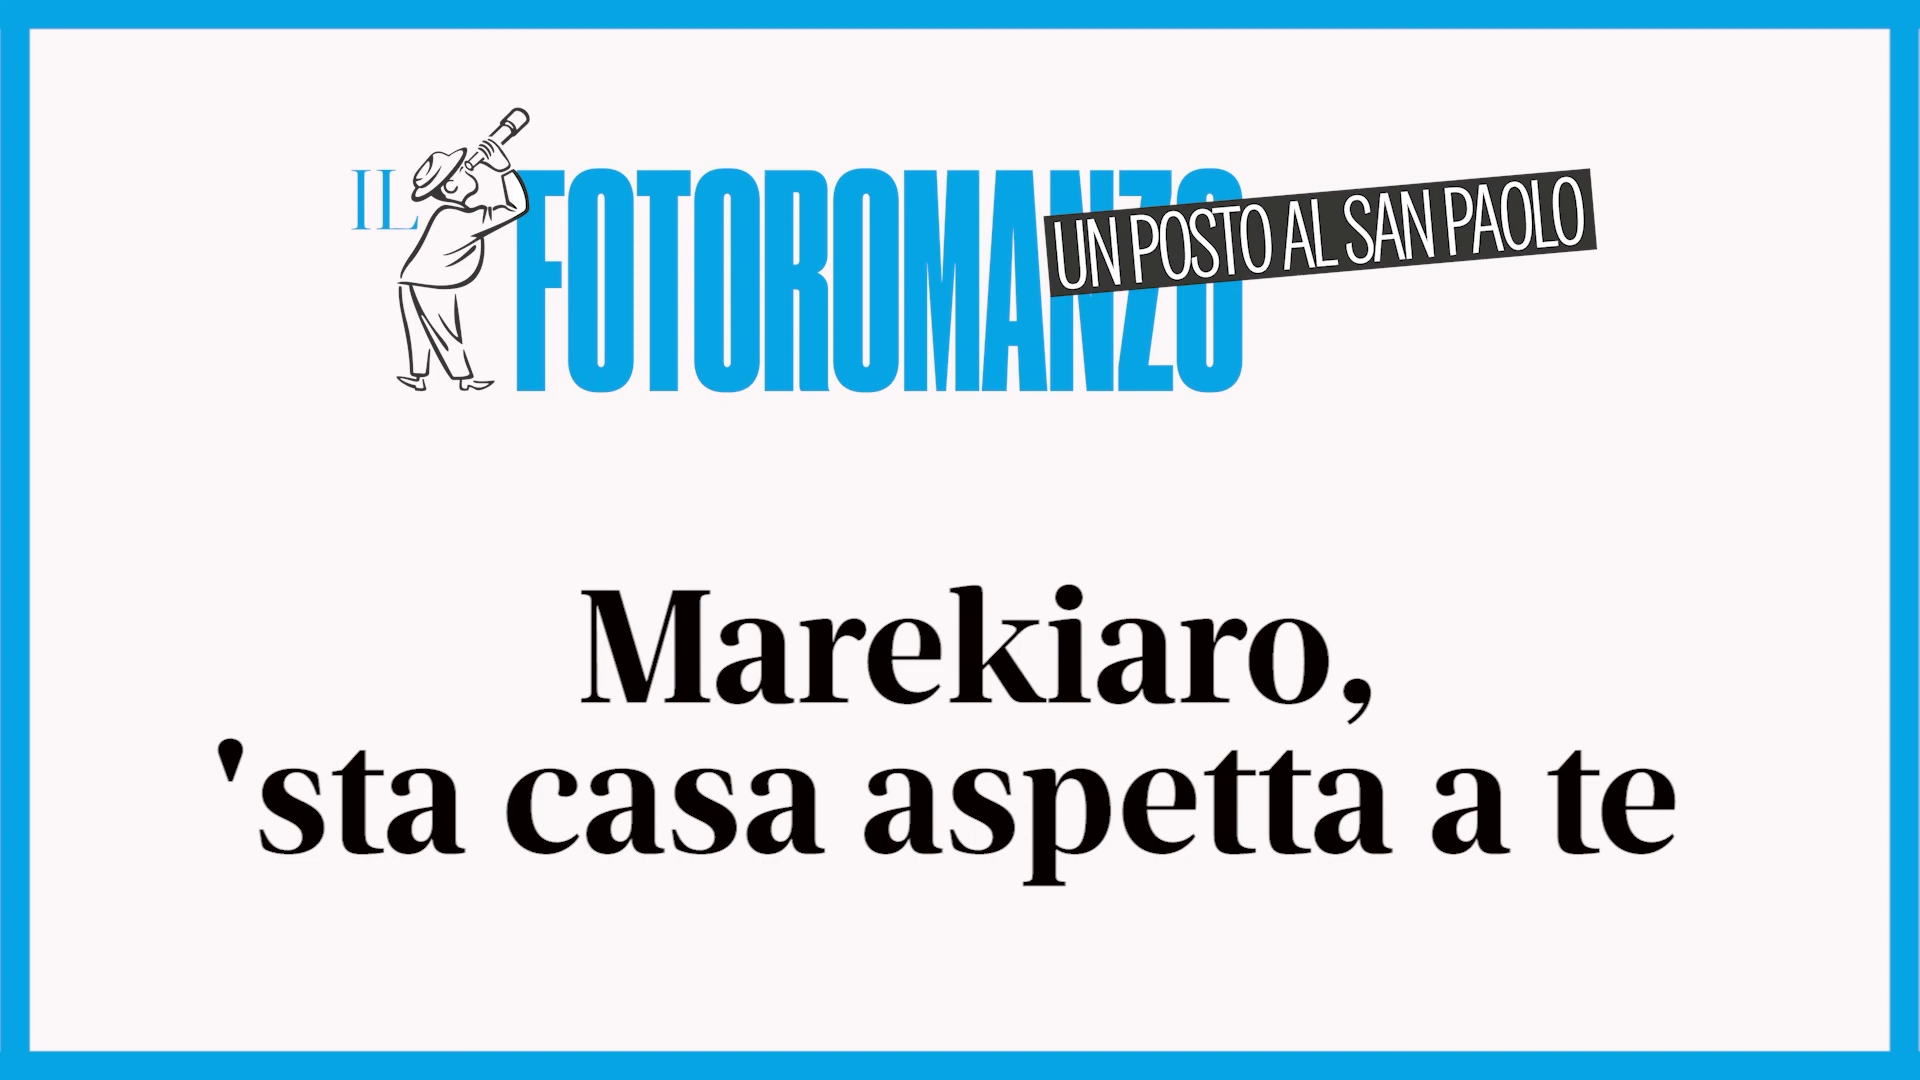 IL FOTOROMANZO
UN POSTO AL SAN PAOLO
Marekiaro,
'sta casa aspetta a te